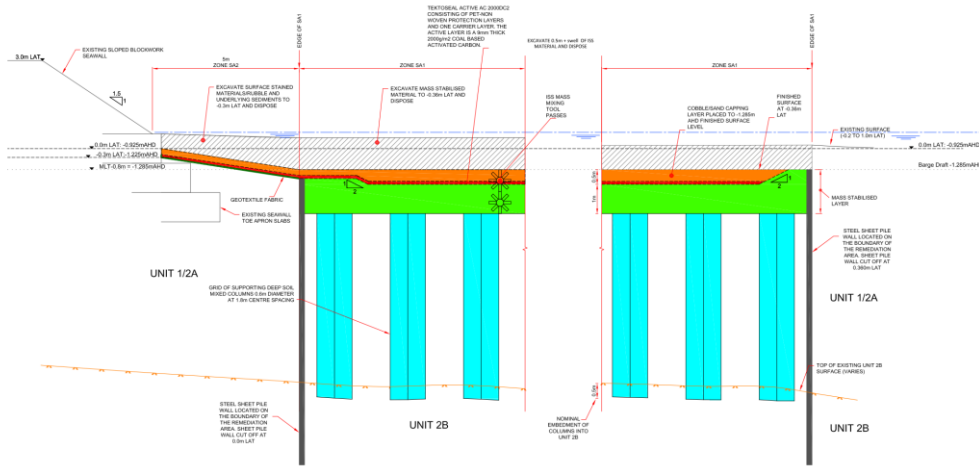 TEKTOSEAL ACTIVE AC 2000DC2
CONSISTING OF PET-NON
WOVEN PROTECTION LAYERS
AND ONE CARRIER LAYER. THE
ACTIVE LAYER IS A 9mm THICK
2000g/m2 COAL BASED
ACTIVATED CARBON.
EXCAVATE 0.5m + swell OF ISS
MATERIAL AND DISPOSE
EDGE OF SA1
EDGE OF SA1
EXISTING SLOPED BLOCKWORK
SEAWALL
3.0m LAT
5m
ZONE SA2
ZONE SA1
ZONE SA1
1.5
1
EXCAVATE SURFACE STAINED
MATERIALS/RUBBLE AND
UNDERLYING SEDIMENTS TO
-0.3m LAT AND DISPOSE
EXCAVATE MASS STABILISED
MATERIAL TO -0.36m LAT AND
DISPOSE
ISS MASS
MIXING
TOOL
PASSES
COBBLE/SAND CAPPING
LAYER PLACED TO -1.285m
AND FINISHED SURFACE
LEVEL
FINISHED
SURFACE
AT -0.36m
LAT
EXISTING SURFACE
(-0.2 TO 1.0m LAT)
0.0m LAT: -0.925mAHD
0.0m LAT: -0.925mAHD
-0.3m LAT: -1.225mAHD
MLT-0.6m = -1.285mAHD
Barge Draft -1.285mAHD
1
2
0.5m
1m
1
2
GEOTEXTILE FABRIC
EXISTING SEAWALL
TOE APRON SLABS
MASS
STABILISED
LAYER
STEEL SHEET PILE
WALL LOCATED ON
THE BOUNDARY OF
THE REMEDIATION
AREA. SHEET PILE
WALL CUT OFF AT
0.360m LAT
UNIT 1/2A
UNIT 1/2A
GRID OF SUPPORTING DEEP SOIL
MIXED COLUMNS 0.8m DIAMETER
AT 1.8m CENTRE SPACING
TOP OF EXISTING UNIT 2B
SURFACE (VARIES)
0.5m
STEEL SHEET PILE
WALL LOCATED ON
THE BOUNDARY OF
THE REMEDIATION
AREA. SHEET PILE
WALL CUT OFF AT
0.0m LAT
UNIT 2B
NOMINAL
EMBEDMENT OF
COLUMNS INTO
UNIT 2B
UNIT 2B